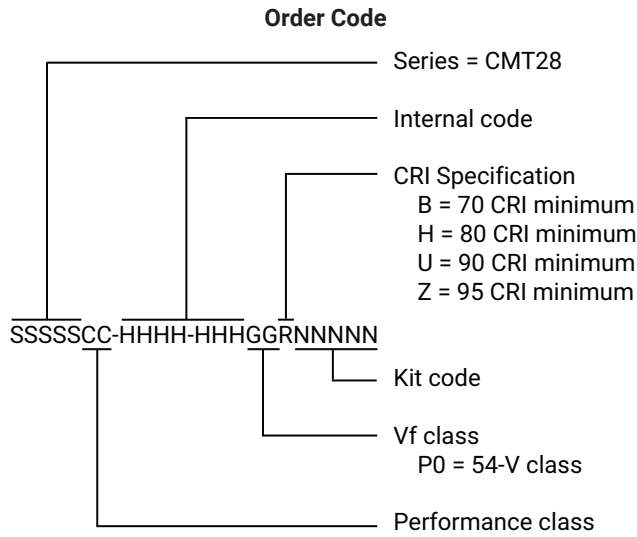 Order Code
Series = CMT28
Internal code
CRI Specification
B = 70 CRI minimum
H = 80 CRI minimum
U = 90 CRI minimum
Z = 95 CRI minimum
SSSSSCC-HHHH-HHHGGRNNNNN
Kit code
Vf class
P0 = 54-V class
Performance class